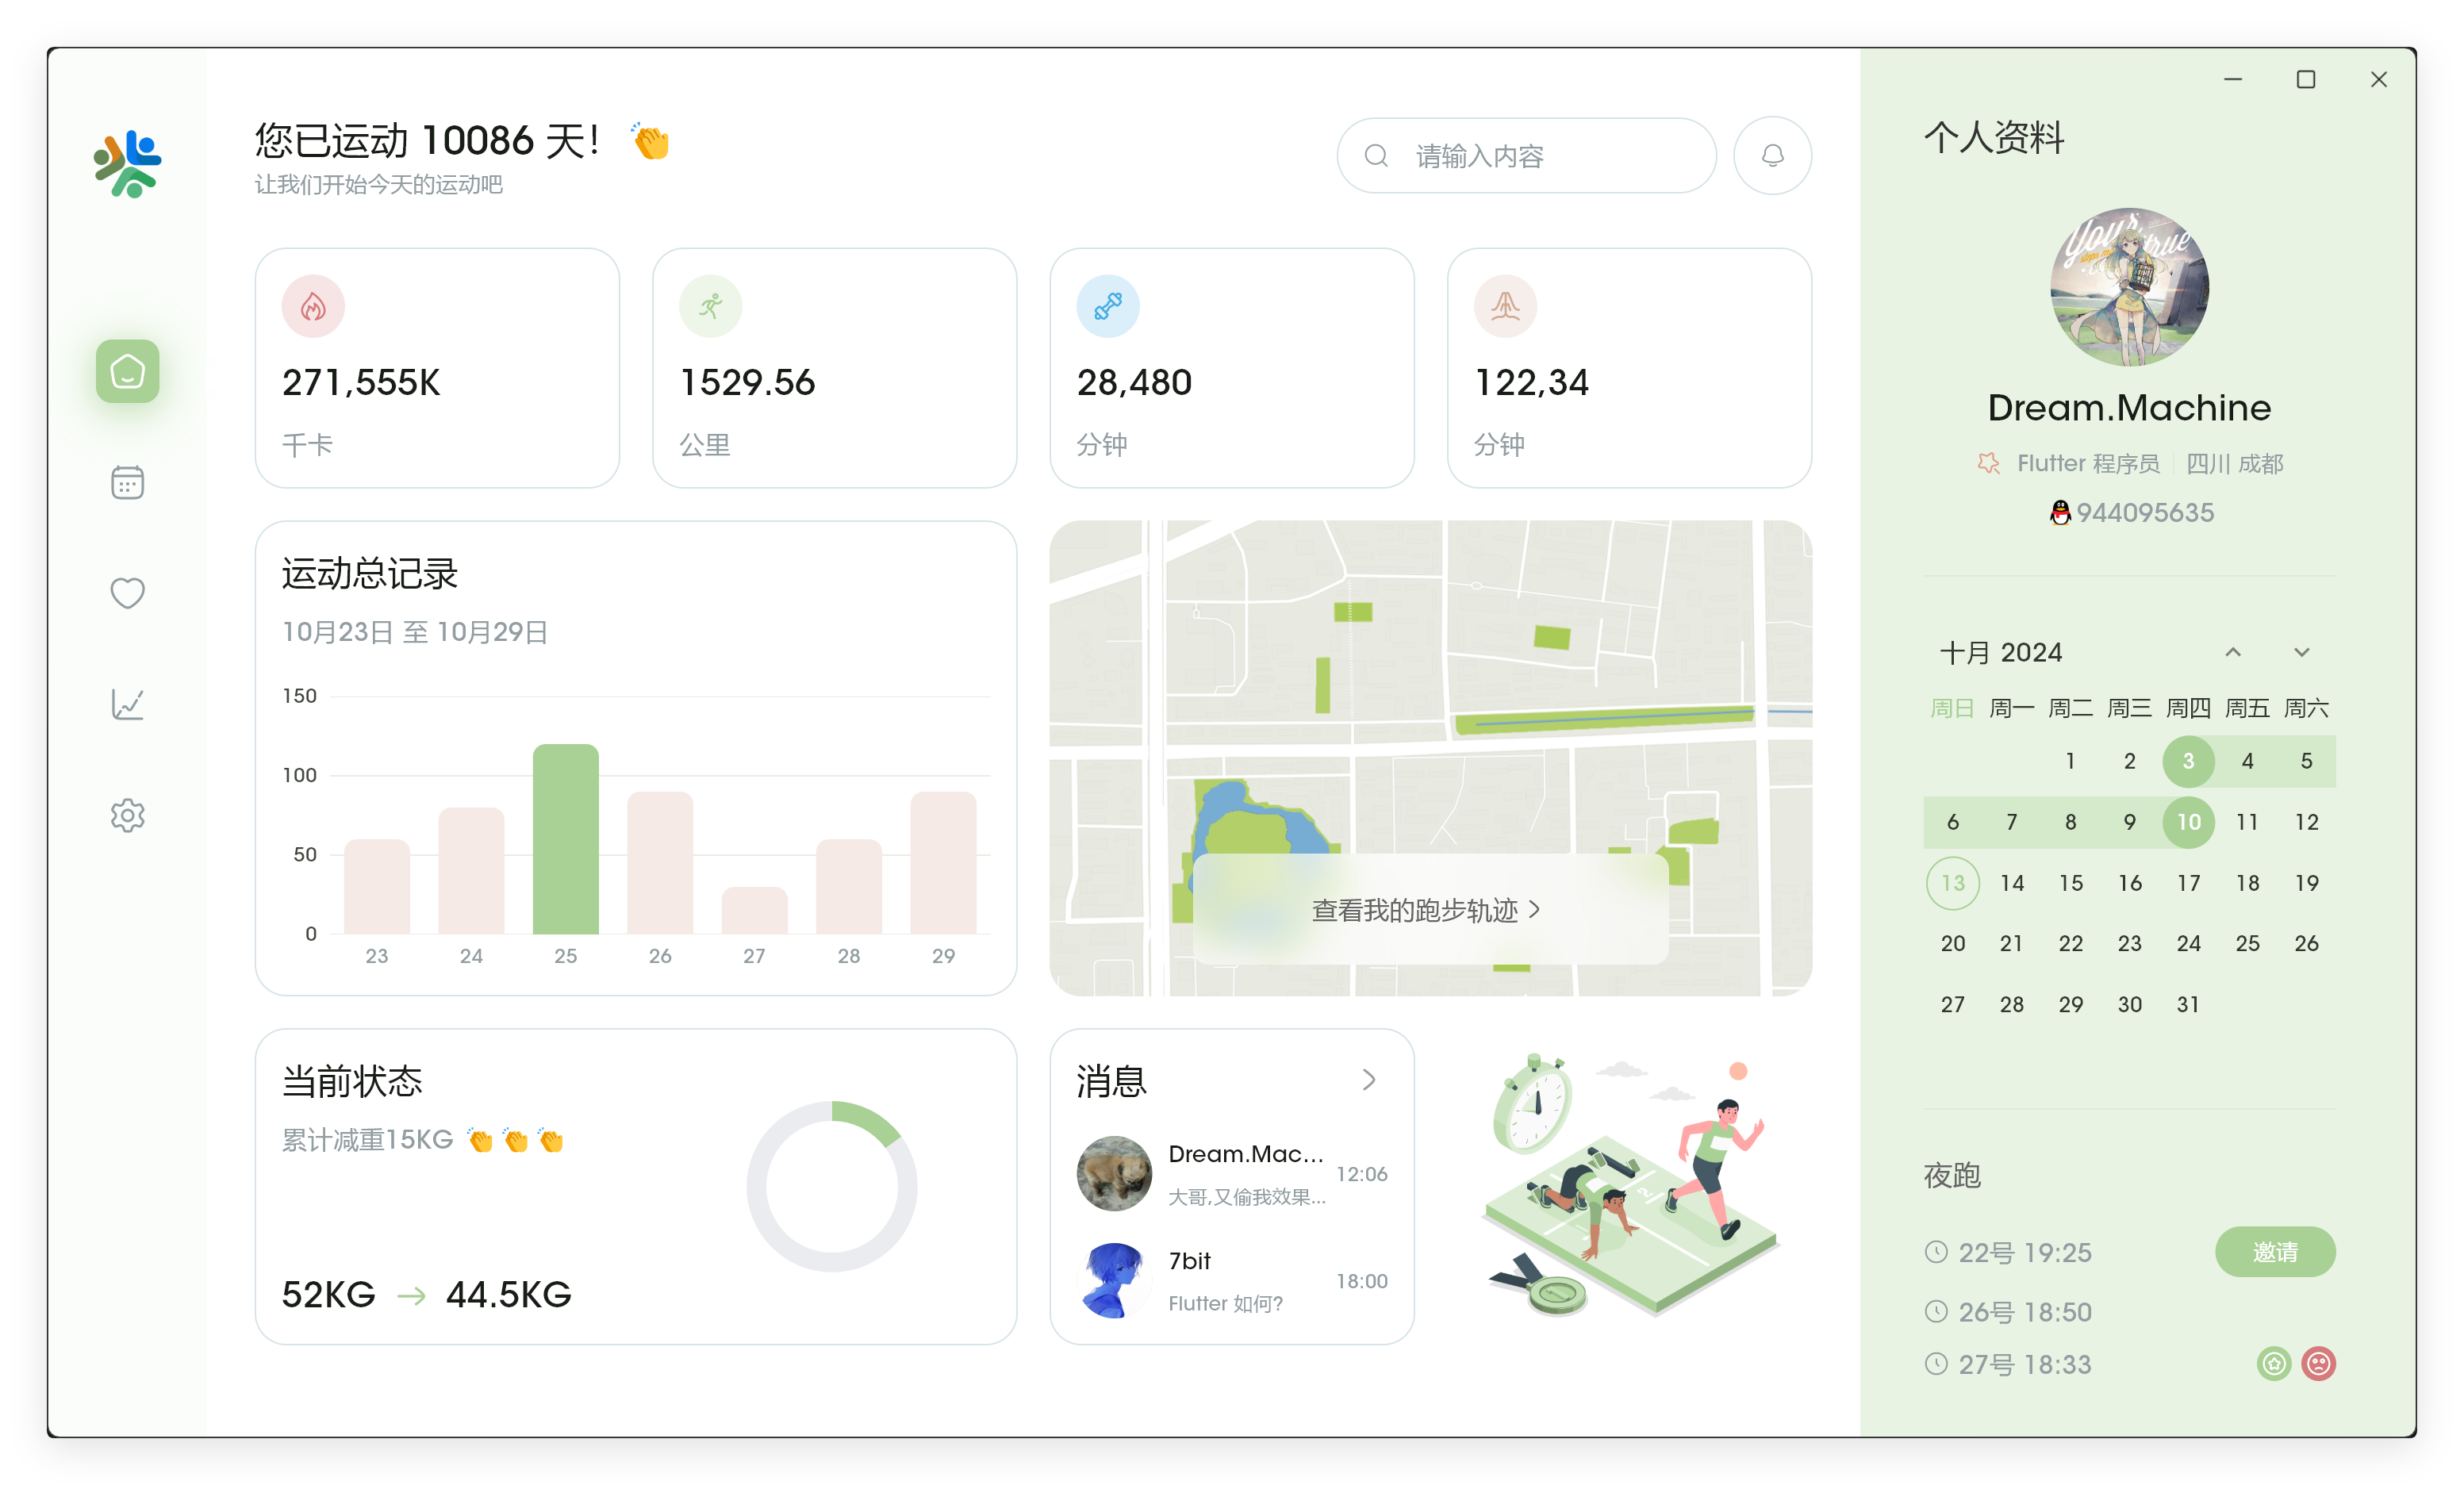 您已运动 10086 天！ 👏
让我们开始今天的运动吧
请输入内容
271,555K
千卡
1529.56
公里
28,480
分钟
122,34
分钟
运动总记录
10月23日 至 10月29日
150
100
50
0
23 24 25 26 27 28 29
查看我的跑步轨迹 >
当前状态
累计减重15KG 👏👏👏
52KG → 44.5KG
消息
Dream.Mac...
大哥,又偷我效果...
12:06
7bit
Flutter 如何?
18:00
个人资料
Dream.Machine
Flutter 程序员 | 四川 成都
944095635
十月 2024
周日 周一 周二 周三 周四 周五 周六
1 2 3 4 5
6 7 8 9 10 11 12
13 14 15 16 17 18 19
20 21 22 23 24 25 26
27 28 29 30 31
夜跑
22号 19:25
邀请
26号 18:50
27号 18:33